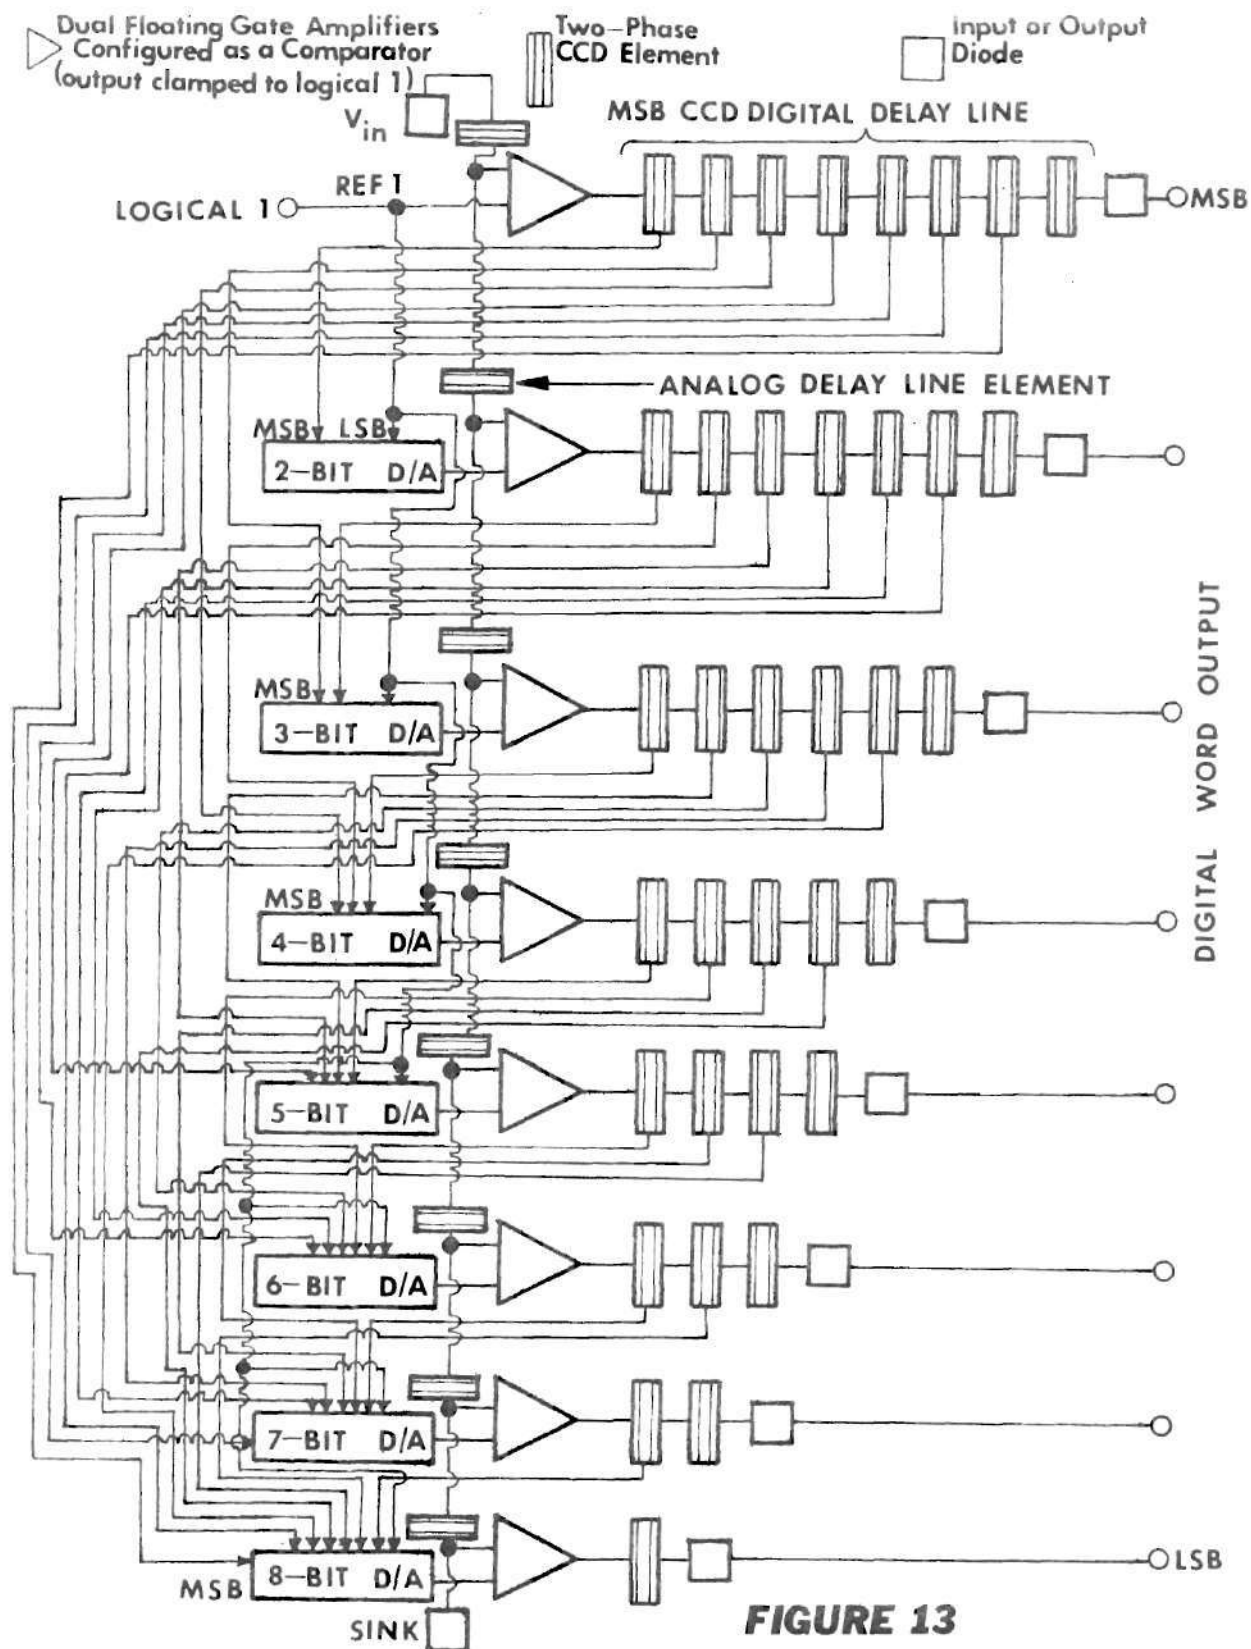 Dual Floating Gate Amplifiers
Configured as a Comparator
(output clamped to logical 1)
Two-Phase
CCD Element
Input or Output
Diode
Vin
MSB CCD DIGITAL DELAY LINE
REF 1
LOGICAL 1
MSB
ANALOG DELAY LINE ELEMENT
MSB LSB
2-BIT D/A
MSB
3-BIT D/A
MSB
4-BIT D/A
5-BIT D/A
6-BIT D/A
7-BIT D/A
8-BIT D/A
MSB
LSB
SINK
DIGITAL WORD OUTPUT
FIGURE 13